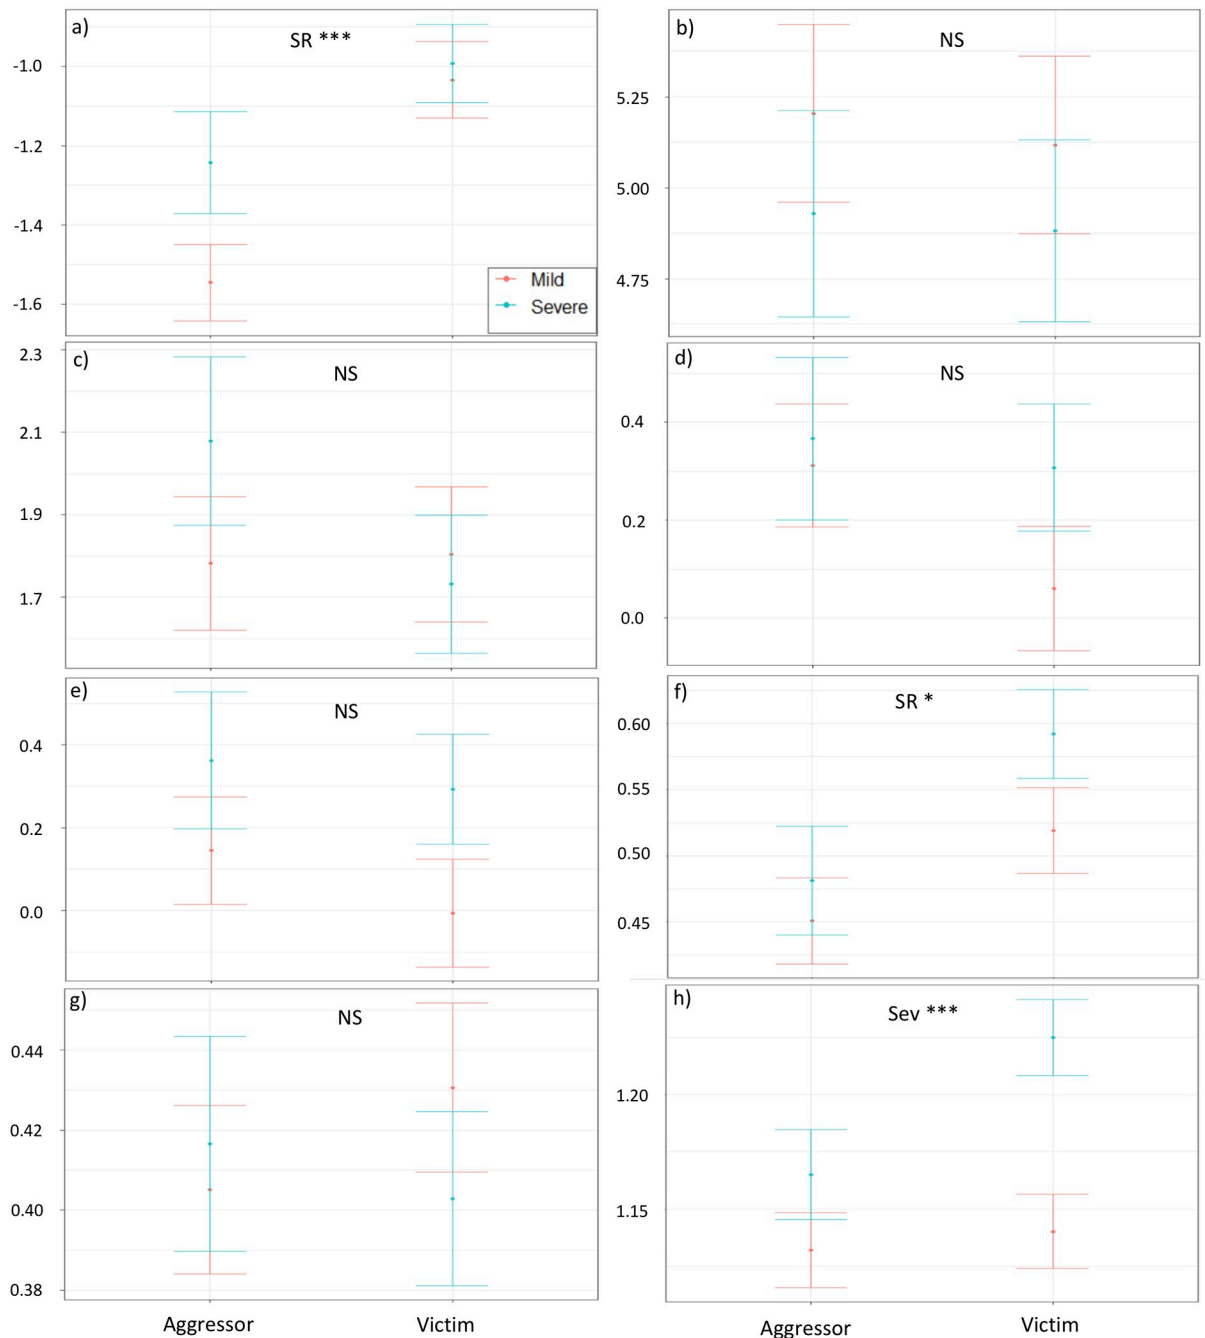 a)
SR ***
-1.0
-1.2
-1.4
-1.6
Mild
Severe
b)
NS
5.25
5.00
4.75
c)
NS
2.3
2.1
1.9
1.7
d)
NS
0.4
0.2
0.0
e)
NS
0.4
0.2
0.0
f)
SR *
0.60
0.55
0.50
0.45
g)
NS
0.44
0.42
0.40
0.38
Aggressor
Victim
h)
Sev ***
1.20
1.15
Aggressor
Victim